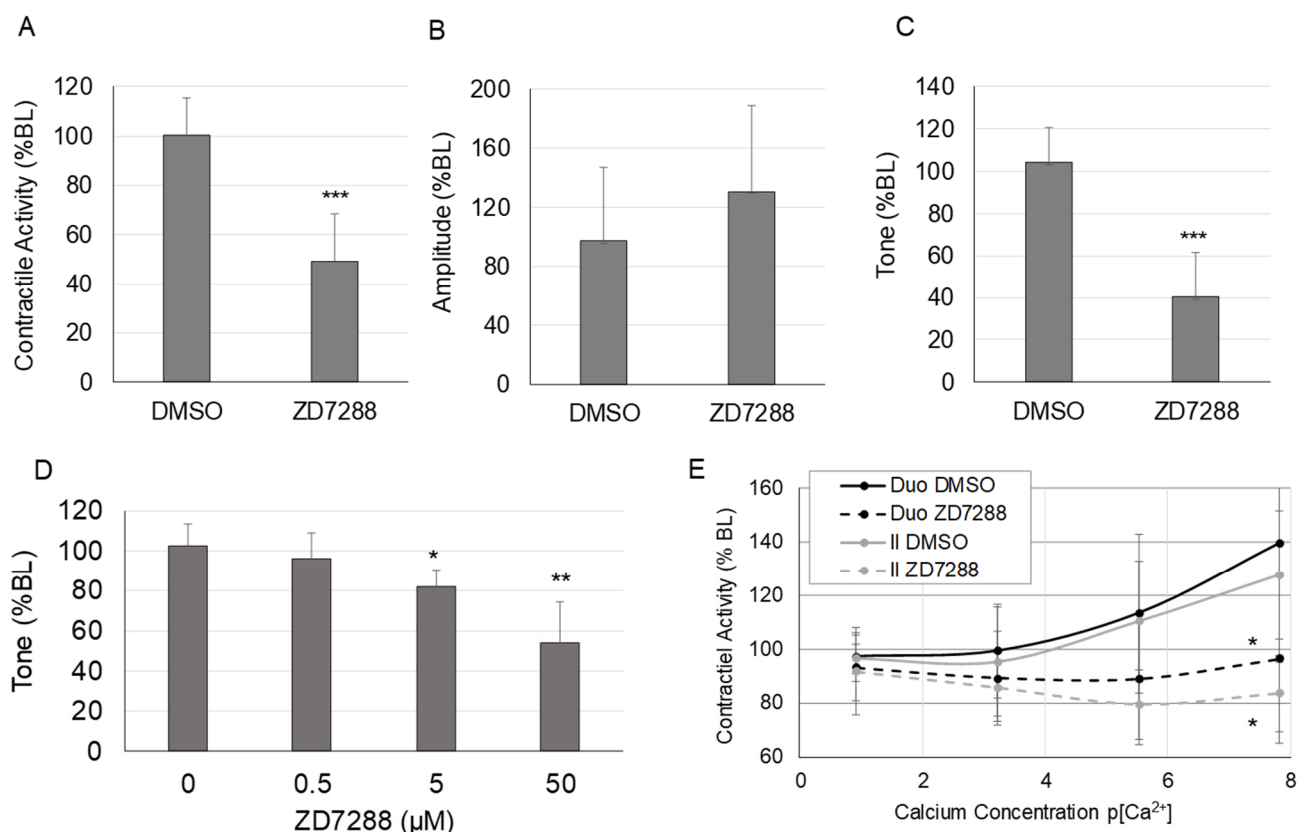 A
Contractile Activity (%BL)
120
100
80
60
40
20
0
***
DMSO ZD7288
B
Amplitude (%BL)
200
160
120
80
40
0
DMSO ZD7288
C
Tone (%BL)
140
120
100
80
60
40
20
0
***
DMSO ZD7288
D
Tone (%BL)
120
100
80
60
40
20
0
*
**
0 0.5 5 50
ZD7288 (µM)
E
Contractiel Activity (% BL)
160
140
120
100
80
60
Duo DMSO
Duo ZD7288
II DMSO
II ZD7288
*
*
0 2 4 6 8
Calcium Concentration p[Ca²⁺]